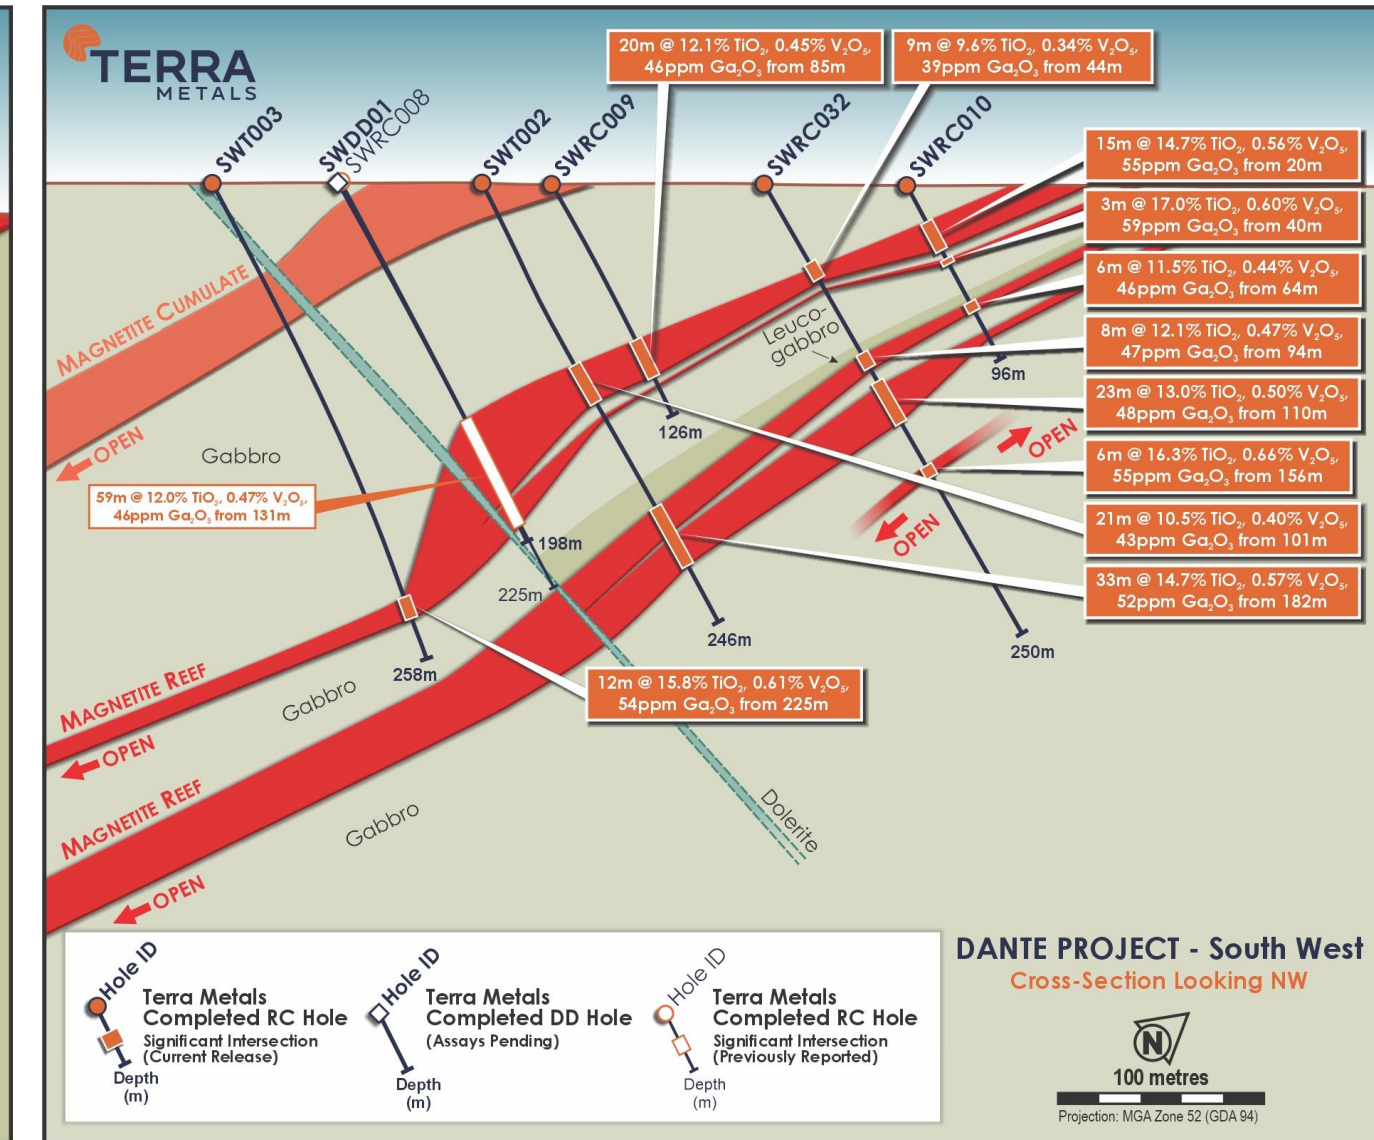 TERRA
METALS
SWT003
SWDD01
SWRC008
SWT002
SWRC009
SWRC032
SWRC010
20m @ 12.1% TiO₂, 0.45% V₂O₅,
46ppm Ga₂O₃ from 85m
9m @ 9.6% TiO₂, 0.34% V₂O₅,
39ppm Ga₂O₃ from 44m
15m @ 14.7% TiO₂, 0.56% V₂O₅,
55ppm Ga₂O₃ from 20m
3m @ 17.0% TiO₂, 0.60% V₂O₅,
59ppm Ga₂O₃ from 40m
6m @ 11.5% TiO₂, 0.44% V₂O₅,
46ppm Ga₂O₃ from 64m
8m @ 12.1% TiO₂, 0.47% V₂O₅,
47ppm Ga₂O₃ from 94m
23m @ 13.0% TiO₂, 0.50% V₂O₅,
48ppm Ga₂O₃ from 110m
6m @ 16.3% TiO₂, 0.66% V₂O₅,
55ppm Ga₂O₃ from 156m
21m @ 10.5% TiO₂, 0.40% V₂O₅,
43ppm Ga₂O₃ from 101m
33m @ 14.7% TiO₂, 0.57% V₂O₅,
52ppm Ga₂O₃ from 182m
MAGNETITE CUMULATE
OPEN
Gabbro
59m @ 12.0% TiO₂, 0.47% V₂O₅,
46ppm Ga₂O₃ from 131m
Leuco-
gabbro
96m
126m
OPEN
OPEN
198m
225m
246m
250m
258m
12m @ 15.8% TiO₂, 0.61% V₂O₅,
54ppm Ga₂O₃ from 225m
MAGNETITE REEF
OPEN
Gabbro
MAGNETITE REEF
OPEN
Gabbro
Dolerite
Hole ID
Terra Metals
Completed RC Hole
Significant Intersection
(Current Release)
Depth
(m)
Hole ID
Terra Metals
Completed DD Hole
(Assays Pending)
Depth
(m)
Hole ID
Terra Metals
Completed RC Hole
Significant Intersection
(Previously Reported)
Depth
(m)
DANTE PROJECT - South West
Cross-Section Looking NW
N
100 metres
Projection: MGA Zone 52 (GDA 94)